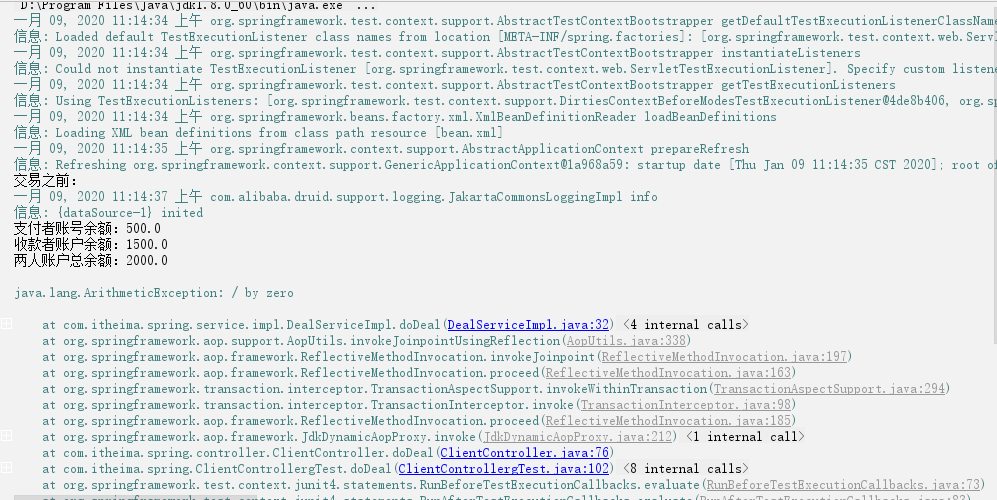 D:\Program Files\Java\jdk1.8.0_60\bin\java.exe" ...
一月 09, 2020 11:14:34 上午 org.springframework.test.context.support.AbstractTestContextBootstrapper getDefaultTestExecutionListenerClassName
信息: Loaded default TestExecutionListener class names from location [META-INF/spring.factories]: [org.springframework.test.context.web.Serv
一月 09, 2020 11:14:34 上午 org.springframework.test.context.support.AbstractTestContextBootstrapper instantiateListeners
信息: Could not instantiate TestExecutionListener [org.springframework.test.context.web.ServletTestExecutionListener]. Specify custom listene
一月 09, 2020 11:14:34 上午 org.springframework.test.context.support.AbstractTestContextBootstrapper getTestExecutionListeners
信息: Using TestExecutionListeners: [org.springframework.test.context.support.DirtiesContextBeforeModesTestExecutionListener@4de8b406, org.sp
一月 09, 2020 11:14:34 上午 org.springframework.beans.factory.xml.XmlBeanDefinitionReader loadBeanDefinitions
信息: Loading XML bean definitions from class path resource [bean.xml]
一月 09, 2020 11:14:35 上午 org.springframework.context.support.AbstractApplicationContext prepareRefresh
信息: Refreshing org.springframework.context.support.GenericApplicationContext@1a968a59: startup date [Thu Jan 09 11:14:35 CST 2020]; root of
交易之前：
一月 09, 2020 11:14:37 上午 com.alibaba.druid.support.logging.JakartaCommonsLoggingImpl info
信息: {dataSource-1} inited
支付者账号余额：500.0
收款者账户余额：1500.0
两人账户总余额：2000.0
java.lang.ArithmeticException: / by zero
at com.itheima.spring.service.impl.DealServiceImpl.doDeal(DealServiceImpl.java:32) <4 internal calls>
at org.springframework.aop.support.AopUtils.invokeJoinpointUsingReflection(AopUtils.java:338)
at org.springframework.aop.framework.ReflectiveMethodInvocation.invokeJoinpoint(ReflectiveMethodInvocation.java:197)
at org.springframework.aop.framework.ReflectiveMethodInvocation.proceed(ReflectiveMethodInvocation.java:163)
at org.springframework.transaction.interceptor.TransactionAspectSupport.invokeWithinTransaction(TransactionAspectSupport.java:294)
at org.springframework.transaction.interceptor.TransactionInterceptor.invoke(TransactionInterceptor.java:98)
at org.springframework.aop.framework.ReflectiveMethodInvocation.proceed(ReflectiveMethodInvocation.java:185)
at org.springframework.aop.framework.JdkDynamicAopProxy.invoke(JdkDynamicAopProxy.java:212) <1 internal call>
at com.itheima.spring.controller.ClientController.doDeal(ClientController.java:76)
at com.itheima.spring.ClientControllergTest.doDeal(ClientControllergTest.java:102) <8 internal calls>
at org.springframework.test.context.junit4.statements.RunBeforeTestExecutionCallbacks.evaluate(RunBeforeTestExecutionCallbacks.java:73)